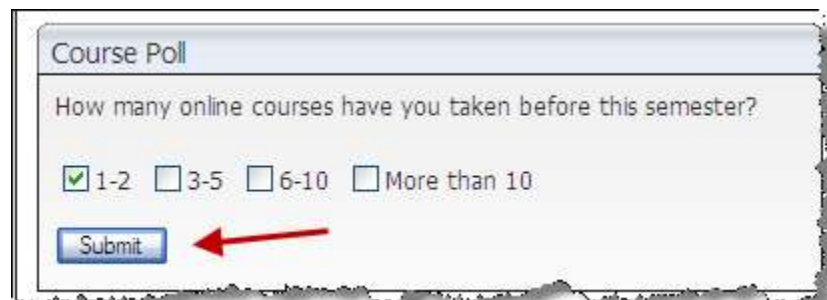 Course Poll
How many online courses have you taken before this semester?
1-2 3-5 6-10 More than 10
Submit